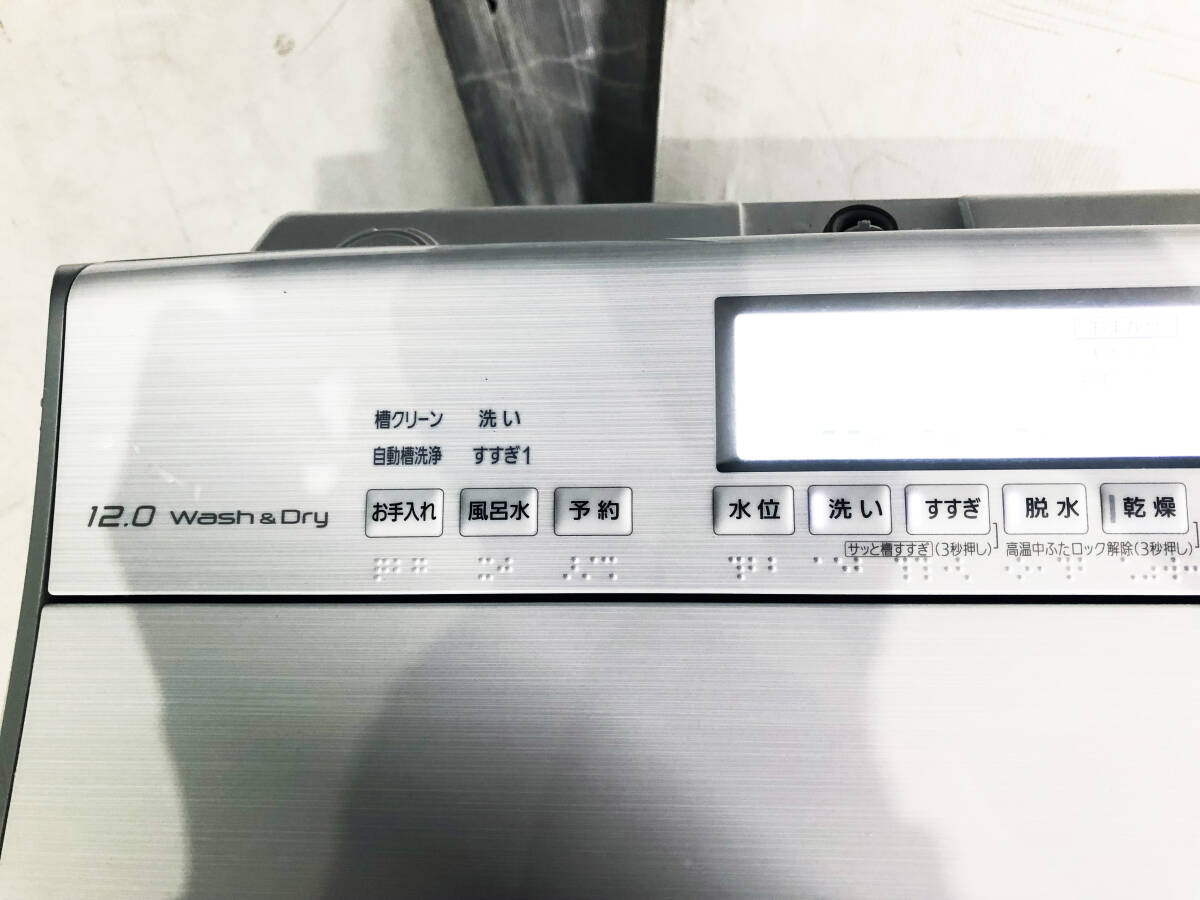 槽クリーン 洗い
自動槽洗浄 すすぎ1
12.0 Wash & Dry
お手入れ 風呂水 予約 水位 洗い すすぎ 脱水 乾燥
サッと槽すすぎ(3秒押し) 高温中ふたロック解除(3秒押し)